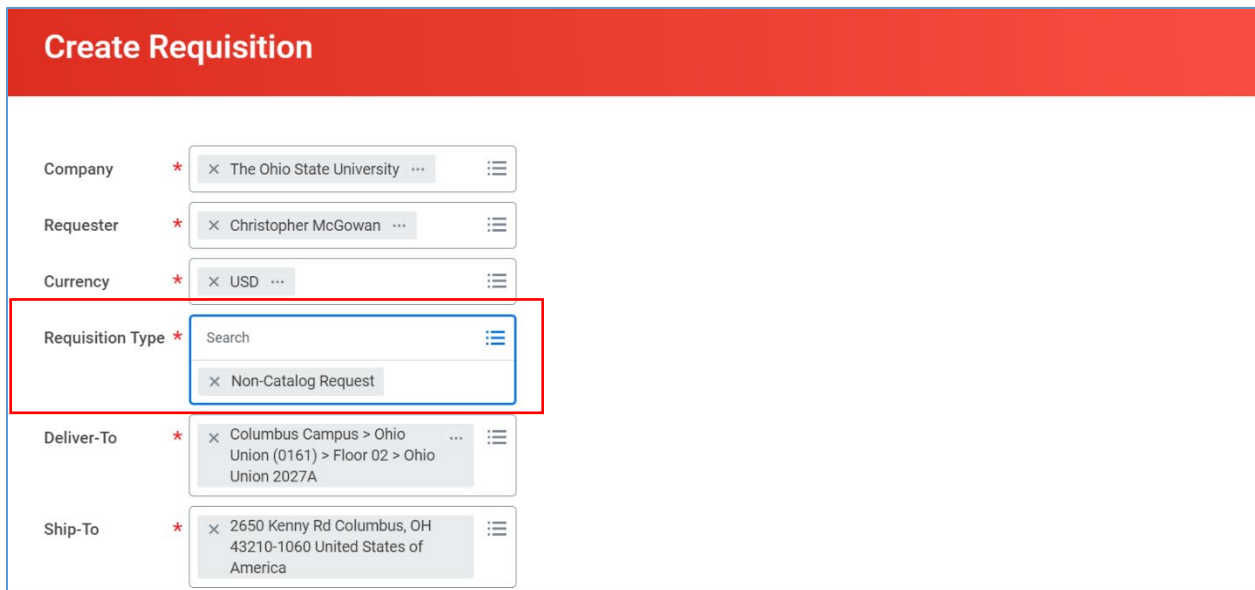 Create Requisition
Company * × The Ohio State University ...
Requester * × Christopher McGowan ...
Currency * × USD ...
Requisition Type * Search
× Non-Catalog Request
Deliver-To * × Columbus Campus > Ohio ...
Union (0161) > Floor 02 > Ohio
Union 2027A
Ship-To * × 2650 Kenny Rd Columbus, OH
43210-1060 United States of
America